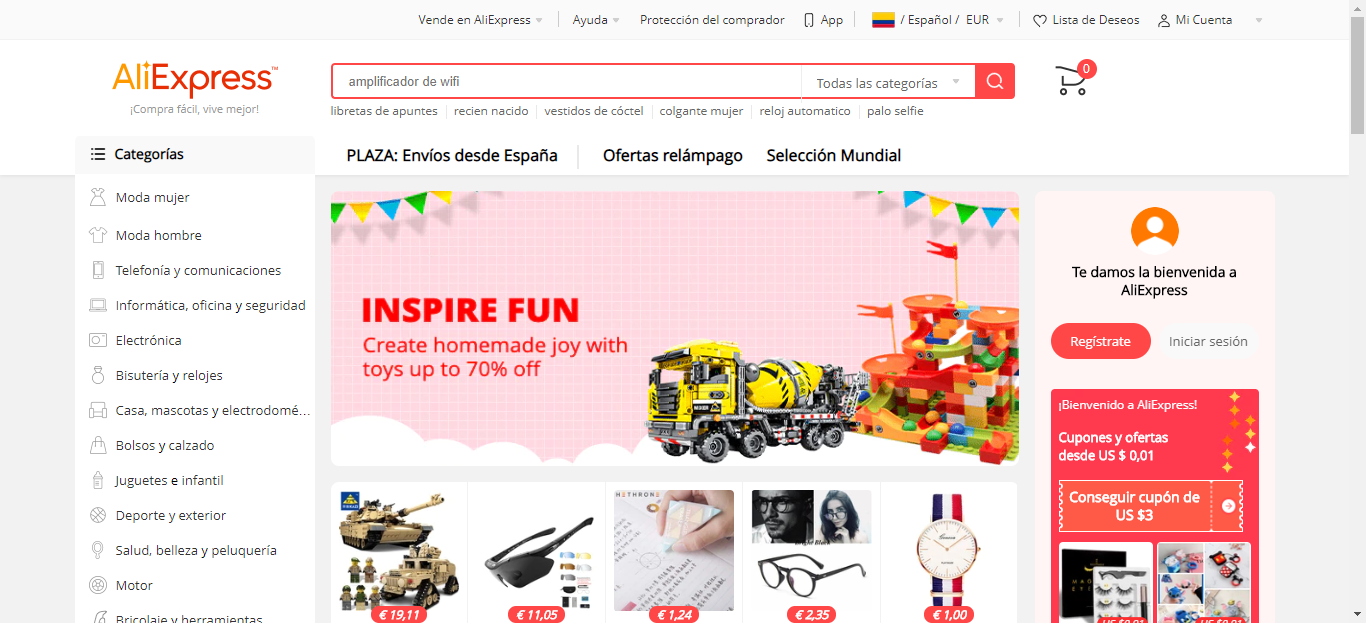 Vende en AliExpress
Ayuda
Protección del comprador
App
/ Español / EUR
Lista de Deseos
Mi Cuenta
AliExpress™
¡Compra fácil, vive mejor!
amplificador de wifi
Todas las categorías
0
libretas de apuntes
recien nacido
vestidos de cóctel
colgante mujer
reloj automatico
palo selfie
Categorías
PLAZA: Envíos desde España
Ofertas relámpago
Selección Mundial
Moda mujer
Moda hombre
Telefonía y comunicaciones
Informática, oficina y seguridad
Electrónica
Bisutería y relojes
Casa, mascotas y electrodomé...
Bolsos y calzado
Juguetes e infantil
Deporte y exterior
Salud, belleza y peluquería
Motor
Bricolaje y herramientas
INSPIRE FUN
Create homemade joy with
toys up to 70% off
Te damos la bienvenida a
AliExpress
Regístrate
Iniciar sesión
¡Bienvenido a AliExpress!
Cupones y ofertas
desde US $ 0,01
Conseguir cupón de
US $3
HETHRONE
€ 19,11
€ 11,05
€ 1,24
€ 2,35
€ 1,00
US $0,01
US $0,01